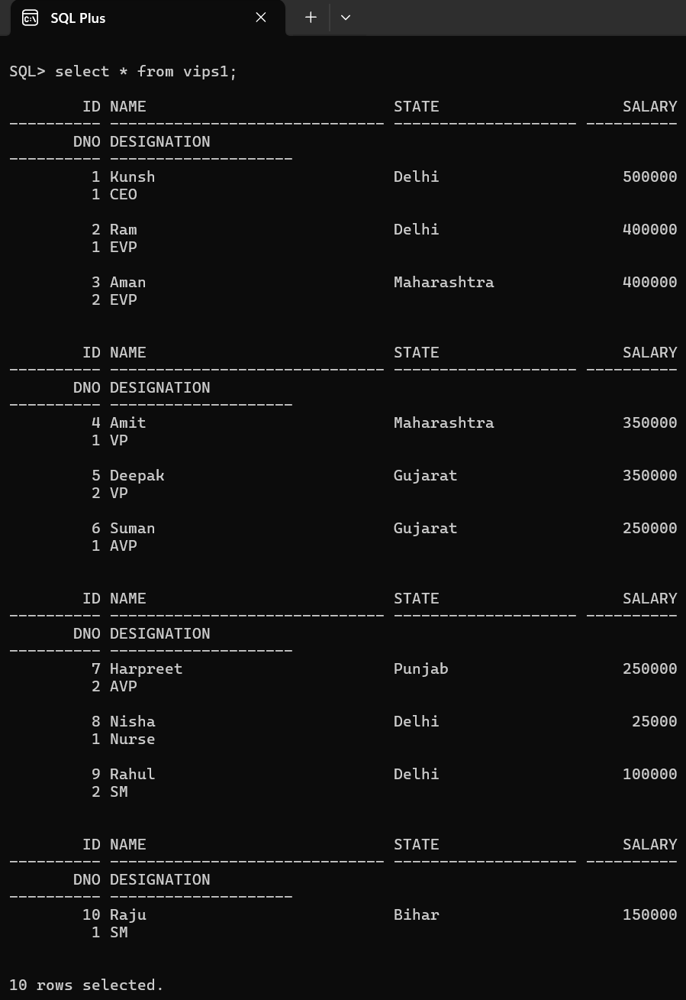 SQL Plus
SQL> select * from vips1;
        ID NAME                           STATE                    SALARY
---------- ------------------------------ -------------------- ----------
       DNO DESIGNATION
---------- --------------------
         1 Kunsh                          Delhi                    500000
         1 CEO
         2 Ram                            Delhi                    400000
         1 EVP
         3 Aman                           Maharashtra              400000
         2 EVP
        ID NAME                           STATE                    SALARY
---------- ------------------------------ -------------------- ----------
       DNO DESIGNATION
---------- --------------------
         4 Amit                           Maharashtra              350000
         1 VP
         5 Deepak                         Gujarat                  350000
         2 VP
         6 Suman                          Gujarat                  250000
         1 AVP
        ID NAME                           STATE                    SALARY
---------- ------------------------------ -------------------- ----------
       DNO DESIGNATION
---------- --------------------
         7 Harpreet                       Punjab                   250000
         2 AVP
         8 Nisha                          Delhi                     25000
         1 Nurse
         9 Rahul                          Delhi                    100000
         2 SM
        ID NAME                           STATE                    SALARY
---------- ------------------------------ -------------------- ----------
       DNO DESIGNATION
---------- --------------------
        10 Raju                           Bihar                    150000
         1 SM
10 rows selected.